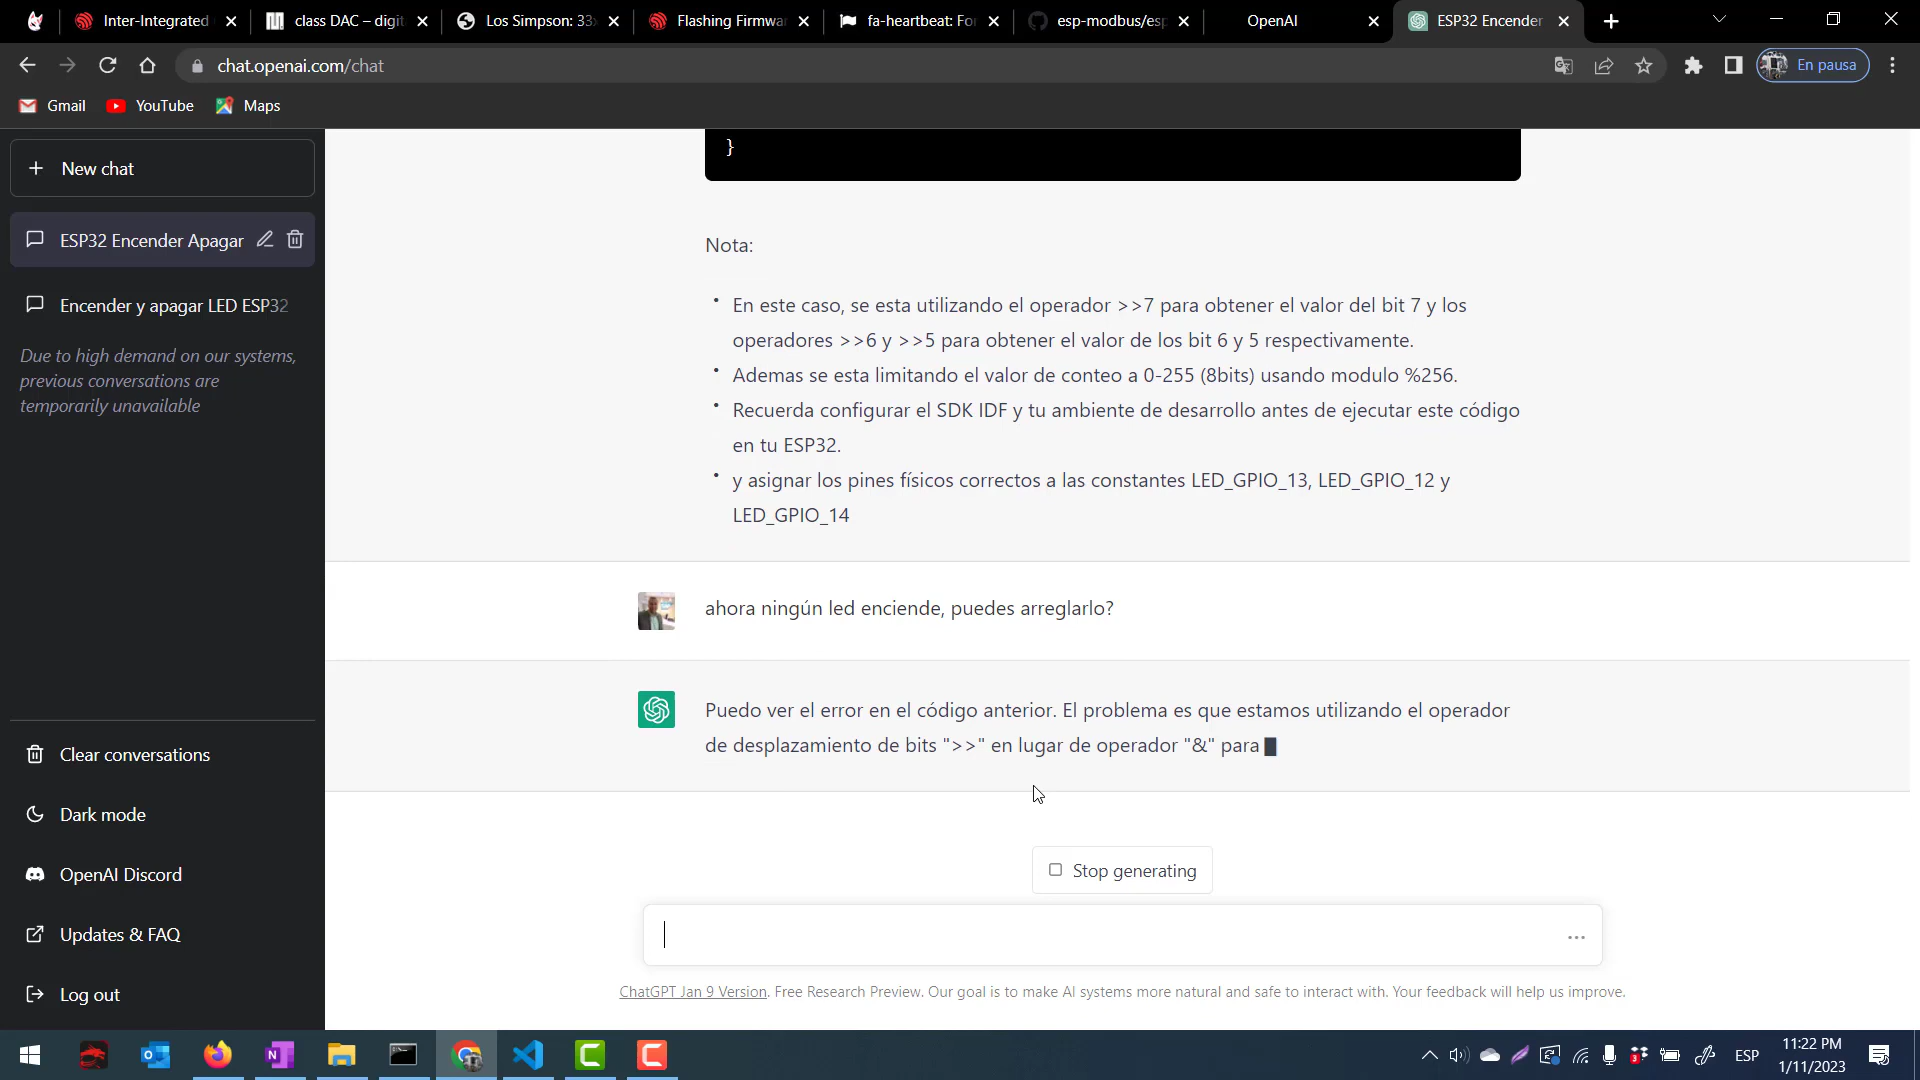 Inter-Integrated
class DAC – digit
Los Simpson: 33x
Flashing Firmwar
fa-heartbeat: For
esp-modbus/esp
OpenAI
ESP32 Encender
chat.openai.com/chat
En pausa
Gmail
YouTube
Maps
New chat
ESP32 Encender Apagar
Encender y apagar LED ESP32
Due to high demand on our systems,
previous conversations are
temporarily unavailable
Clear conversations
Dark mode
OpenAI Discord
Updates & FAQ
Log out
}
Nota:
• En este caso, se esta utilizando el operador >>7 para obtener el valor del bit 7 y los
operadores >>6 y >>5 para obtener el valor de los bit 6 y 5 respectivamente.
• Ademas se esta limitando el valor de conteo a 0-255 (8bits) usando modulo %256.
• Recuerda configurar el SDK IDF y tu ambiente de desarrollo antes de ejecutar este código
en tu ESP32.
• y asignar los pines físicos correctos a las constantes LED_GPIO_13, LED_GPIO_12 y
LED_GPIO_14
ahora ningún led enciende, puedes arreglarlo?
Puedo ver el error en el código anterior. El problema es que estamos utilizando el operador
de desplazamiento de bits ">>" en lugar de operador "&" para
Stop generating
ChatGPT Jan 9 Version. Free Research Preview. Our goal is to make AI systems more natural and safe to interact with. Your feedback will help us improve.
ESP
11:22 PM
1/11/2023